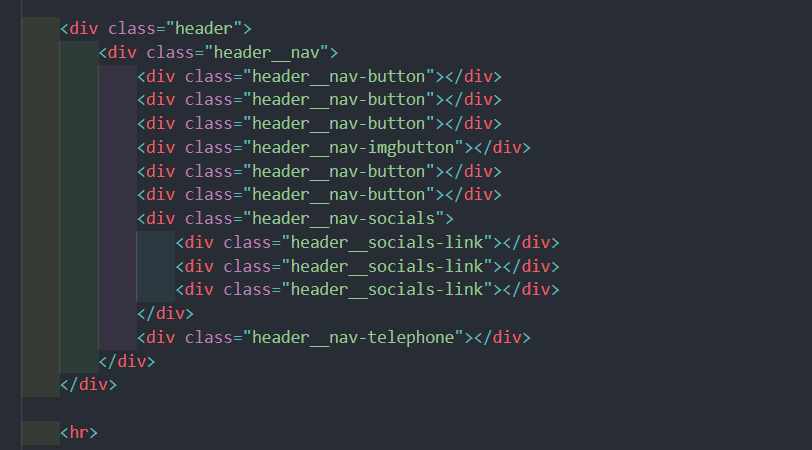 <div class="header">
<div class="header__nav">
<div class="header__nav-button"></div>
<div class="header__nav-button"></div>
<div class="header__nav-button"></div>
<div class="header__nav-imgbutton"></div>
<div class="header__nav-button"></div>
<div class="header__nav-button"></div>
<div class="header__nav-socials">
<div class="header__socials-link"></div>
<div class="header__socials-link"></div>
<div class="header__socials-link"></div>
</div>
<div class="header__nav-telephone"></div>
</div>
</div>
<hr>